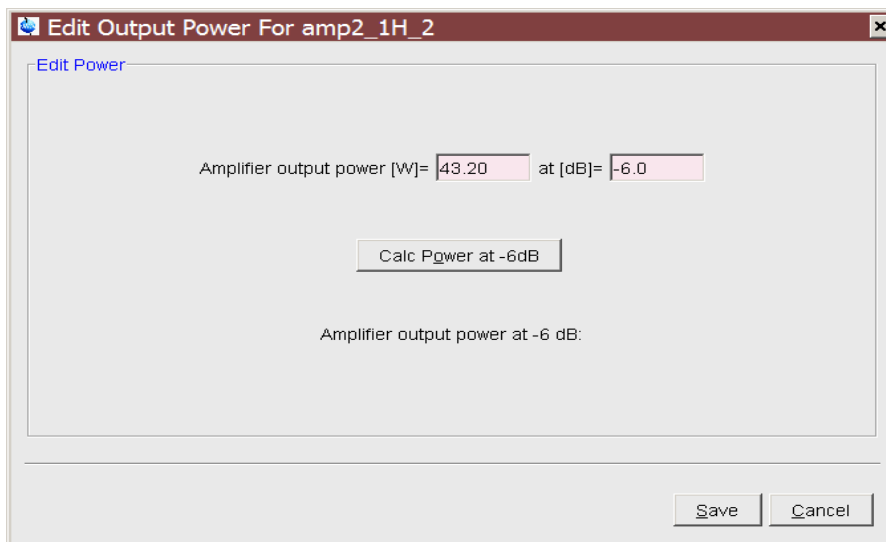 Edit Output Power For amp2_1H_2
Edit Power
Amplifier output power [W]= 43.20 at [dB]= -6.0
Calc Power at -6dB
Amplifier output power at -6 dB:
Save Cancel